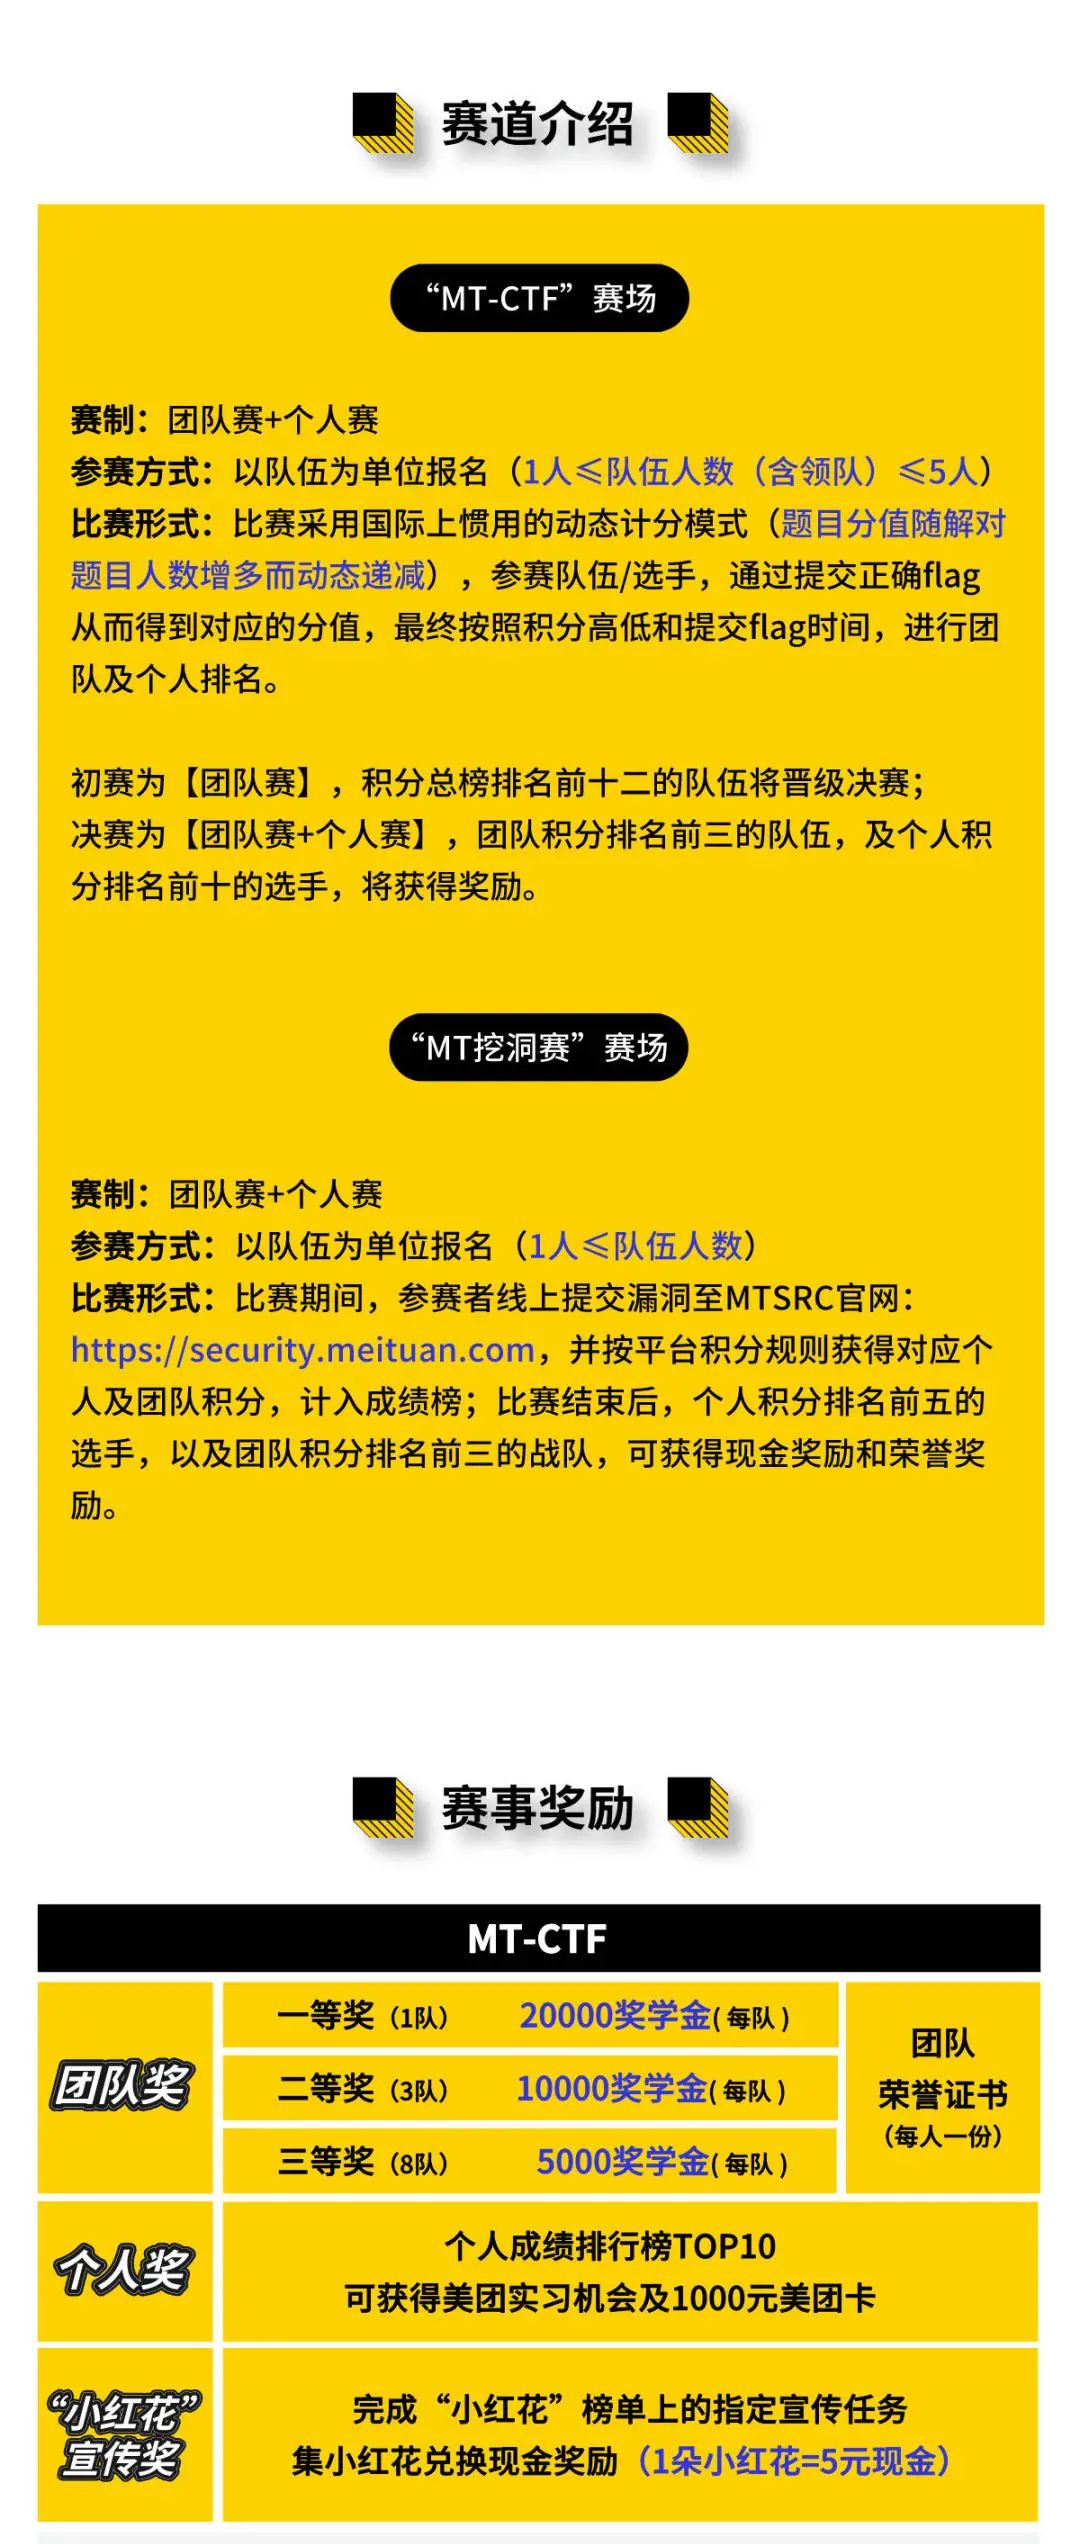 赛道介绍
“MT-CTF”赛场
赛制：团队赛+个人赛
参赛方式：以队伍为单位报名（1人≤队伍人数（含领队）≤5人）
比赛形式：比赛采用国际上惯用的动态计分模式（题目分值随解对
题目人数增多而动态递减），参赛队伍/选手，通过提交正确flag
从而得到对应的分值，最终按照积分高低和提交flag时间，进行团
队及个人排名。
初赛为【团队赛】，积分总榜排名前十二的队伍将晋级决赛；
决赛为【团队赛+个人赛】，团队积分排名前三的队伍，及个人积
分排名前十的选手，将获得奖励。
“MT挖洞赛”赛场
赛制：团队赛+个人赛
参赛方式：以队伍为单位报名（1人≤队伍人数）
比赛形式：比赛期间，参赛者线上提交漏洞至MTSRC官网：
https://security.meituan.com，并按平台积分规则获得对应个
人及团队积分，计入成绩榜；比赛结束后，个人积分排名前五的
选手，以及团队积分排名前三的战队，可获得现金奖励和荣誉奖
励。
赛事奖励
MT-CTF
团队奖
一等奖（1队） 20000奖学金( 每队 )
二等奖（3队） 10000奖学金( 每队 )
三等奖（8队） 5000奖学金( 每队 )
团队
荣誉证书
（每人一份）
个人奖
个人成绩排行榜TOP10
可获得美团实习机会及1000元美团卡
“小红花”
宣传奖
完成“小红花”榜单上的指定宣传任务
集小红花兑换现金奖励（1朵小红花=5元现金）